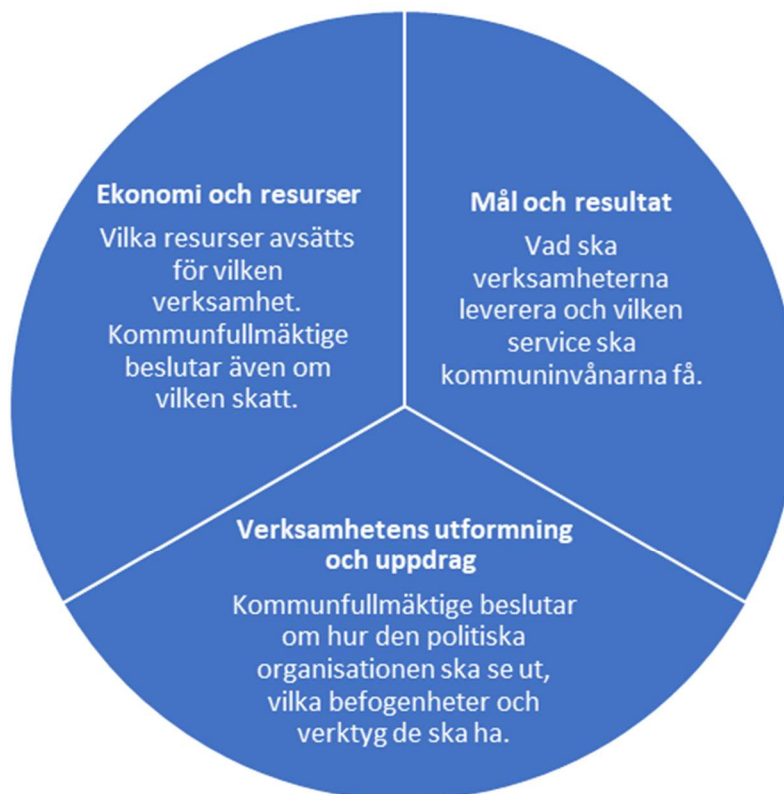 Ekonomi och resurser
Vilka resurser avsätts
för vilken
verksamhet.
Kommunfullmäktige
beslutar även om
vilken skatt.
Mål och resultat
Vad ska
verksamheterna
leverera och vilken
service ska
kommuninvånarna få.
Verksamhetens utformning
och uppdrag
Kommunfullmäktige beslutar
om hur den politiska
organisationen ska se ut,
vilka befogenheter och
verktyg de ska ha.